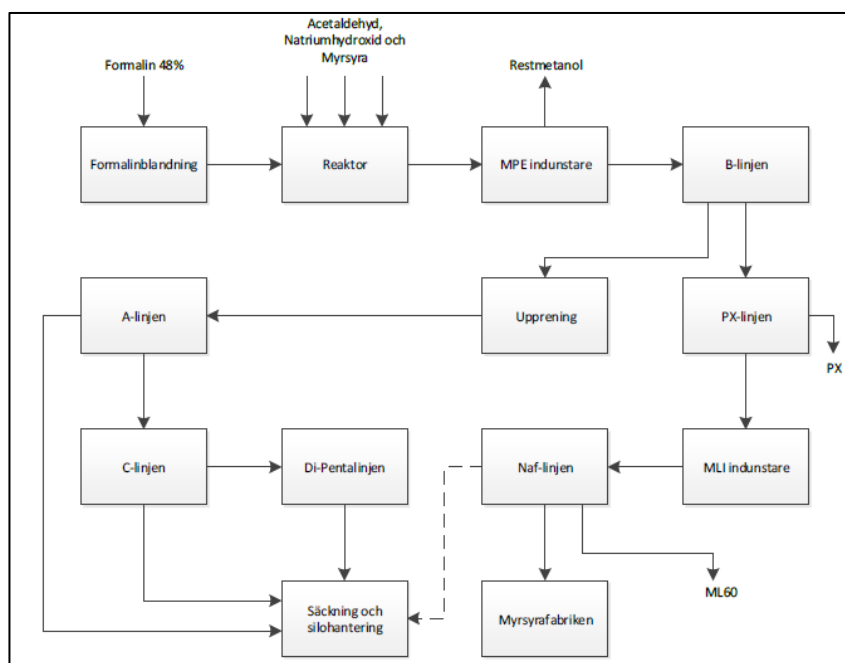 Acetaldehyd,
Natriumhydroxid och
Myrsyra
Formalin 48%
Restmetanol
Formalinblandning
Reaktor
MPE indunstare
B-linjen
A-linjen
Upprening
PX-linjen
PX
C-linjen
Di-Pentalinjen
Naf-linjen
MLI indunstare
ML60
Säckning och
silohantering
Myrsyrafabriken